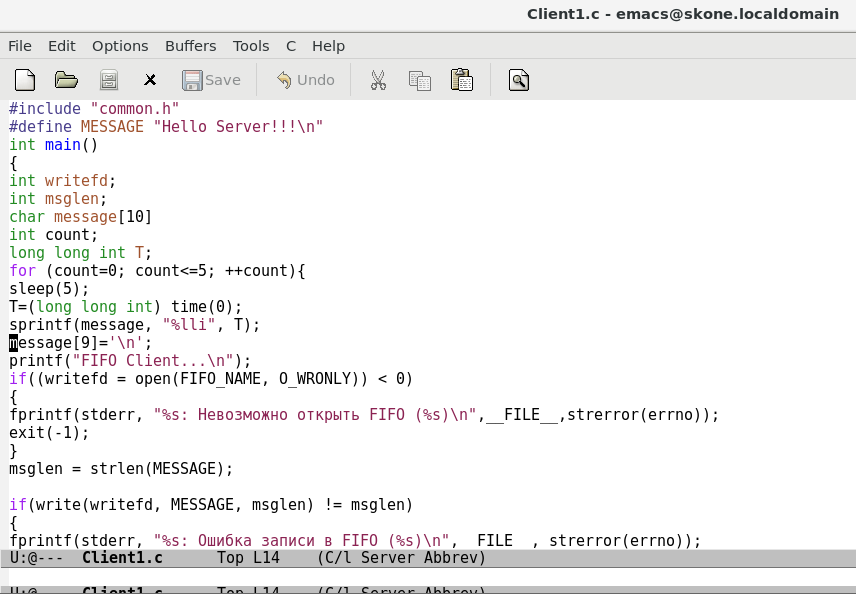 Client1.c - emacs@skone.localdomain
File Edit Options Buffers Tools C Help
Save Undo
#include "common.h"
#define MESSAGE "Hello Server!!!\n"
int main()
{
int writefd;
int msglen;
char message[10]
int count;
long long int T;
for (count=0; count<=5; ++count){
sleep(5);
T=(long long int) time(0);
sprintf(message, "%lli", T);
message[9]='\n';
printf("FIFO Client...\n");
if((writefd = open(FIFO_NAME, O_WRONLY)) < 0)
{
fprintf(stderr, "%s: Невозможно открыть FIFO (%s)\n",__FILE__,strerror(errno));
exit(-1);
}
msglen = strlen(MESSAGE);
if(write(writefd, MESSAGE, msglen) != msglen)
{
fprintf(stderr, "%s: Ошибка записи в FIFO (%s)\n", FILE , strerror(errno));
U:@--- Client1.c Top L14 (C/l Server Abbrev)
U:@--- Client1.c Top L14 (C/l Server Abbrev)